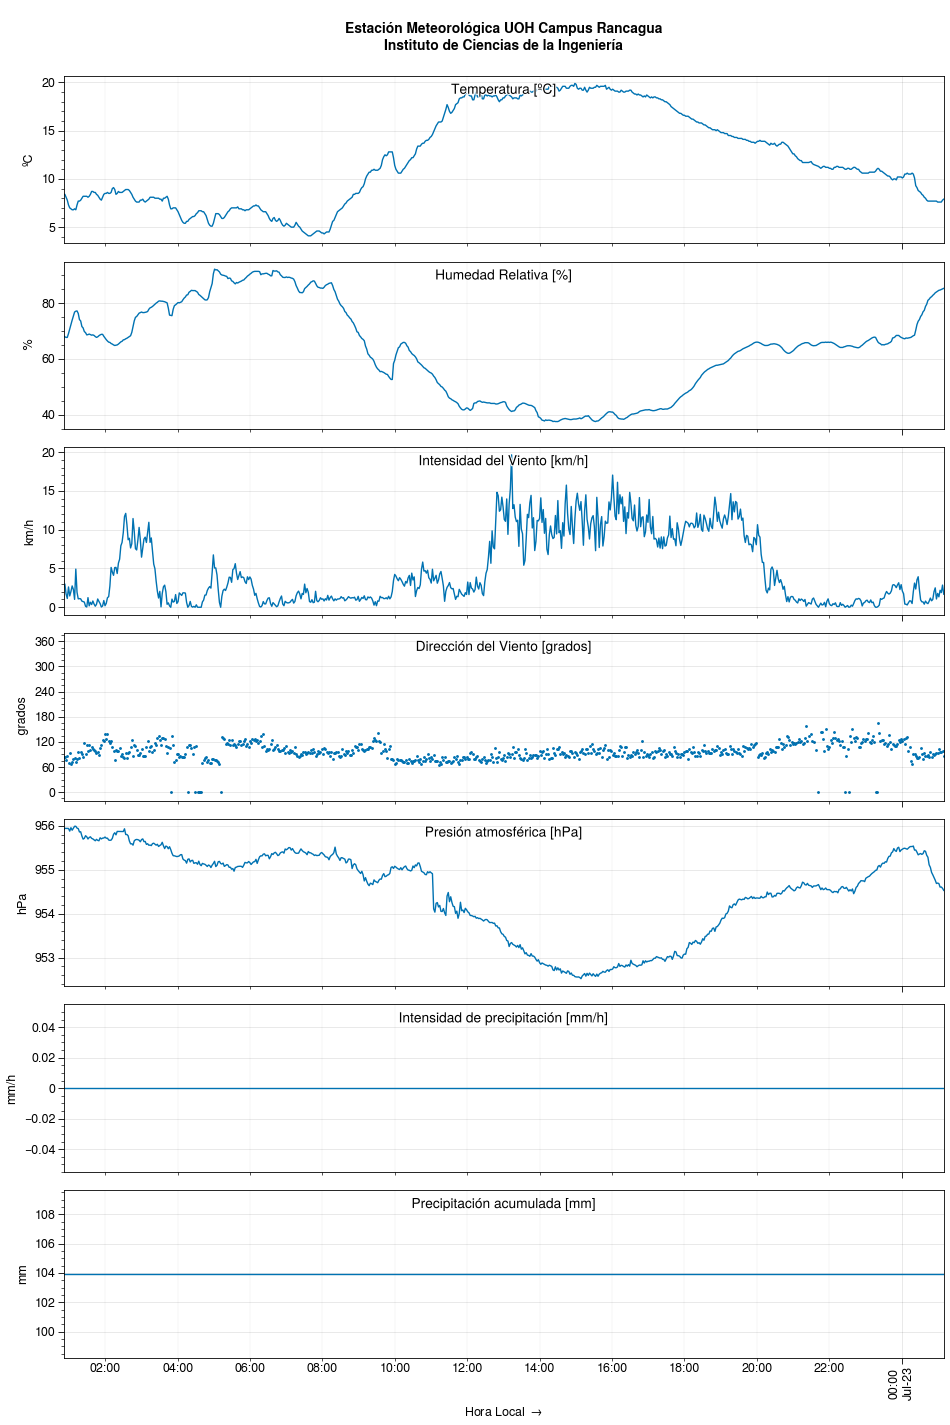 Estación Meteorológica UOH Campus Rancagua
Instituto de Ciencias de la Ingeniería
Temperatura [ºC]
20
15
10
5
ºC
Humedad Relativa [%]
80
60
40
%
Intensidad del Viento [km/h]
20
15
10
5
0
km/h
Dirección del Viento [grados]
360
300
240
180
120
60
0
grados
Presión atmosférica [hPa]
956
955
954
953
hPa
Intensidad de precipitación [mm/h]
0.04
0.02
0
−0.02
−0.04
mm/h
Precipitación acumulada [mm]
108
106
104
102
100
mm
02:00 04:00 06:00 08:00 10:00 12:00 14:00 16:00 18:00 20:00 22:00 00:00
Jul-23
Hora Local →